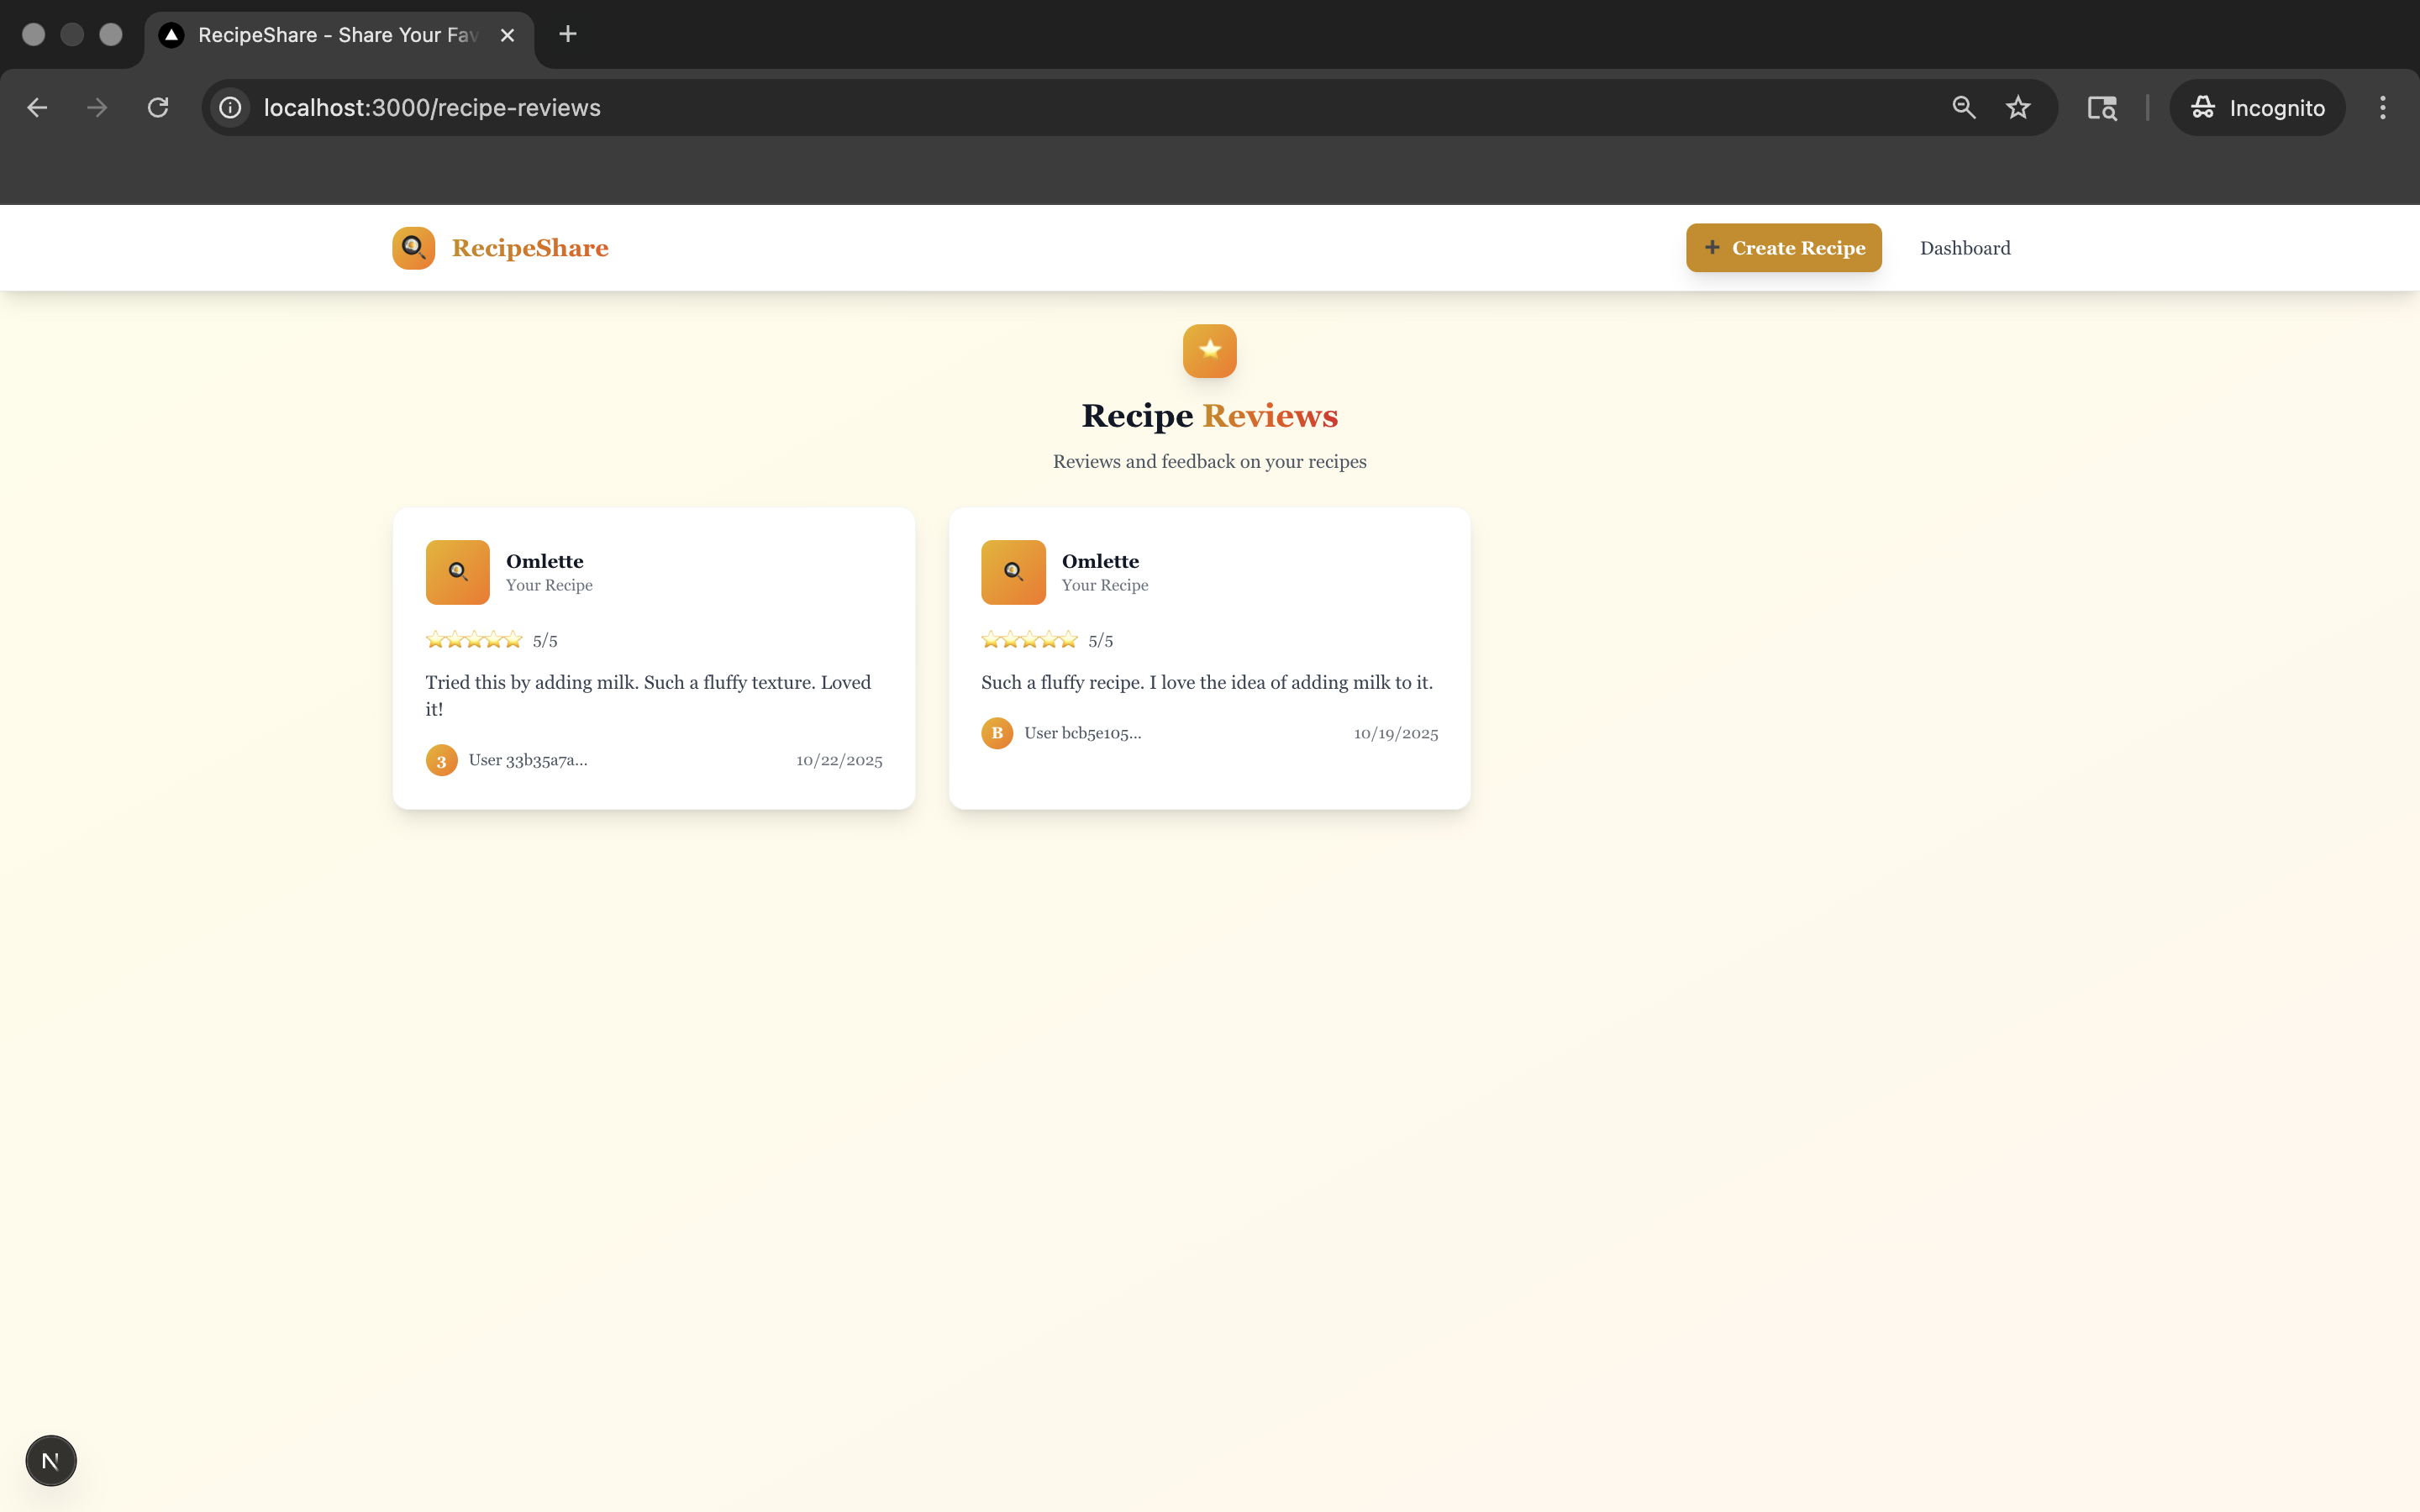 RecipeShare - Share Your Fav
localhost:3000/recipe-reviews
Incognito
RecipeShare
Create Recipe
Dashboard
Recipe Reviews
Reviews and feedback on your recipes
Omlette
Your Recipe
5/5
Tried this by adding milk. Such a fluffy texture. Loved
it!
3
User 33b35a7a...
10/22/2025
Omlette
Your Recipe
5/5
Such a fluffy recipe. I love the idea of adding milk to it.
B
User bcb5e105...
10/19/2025
N